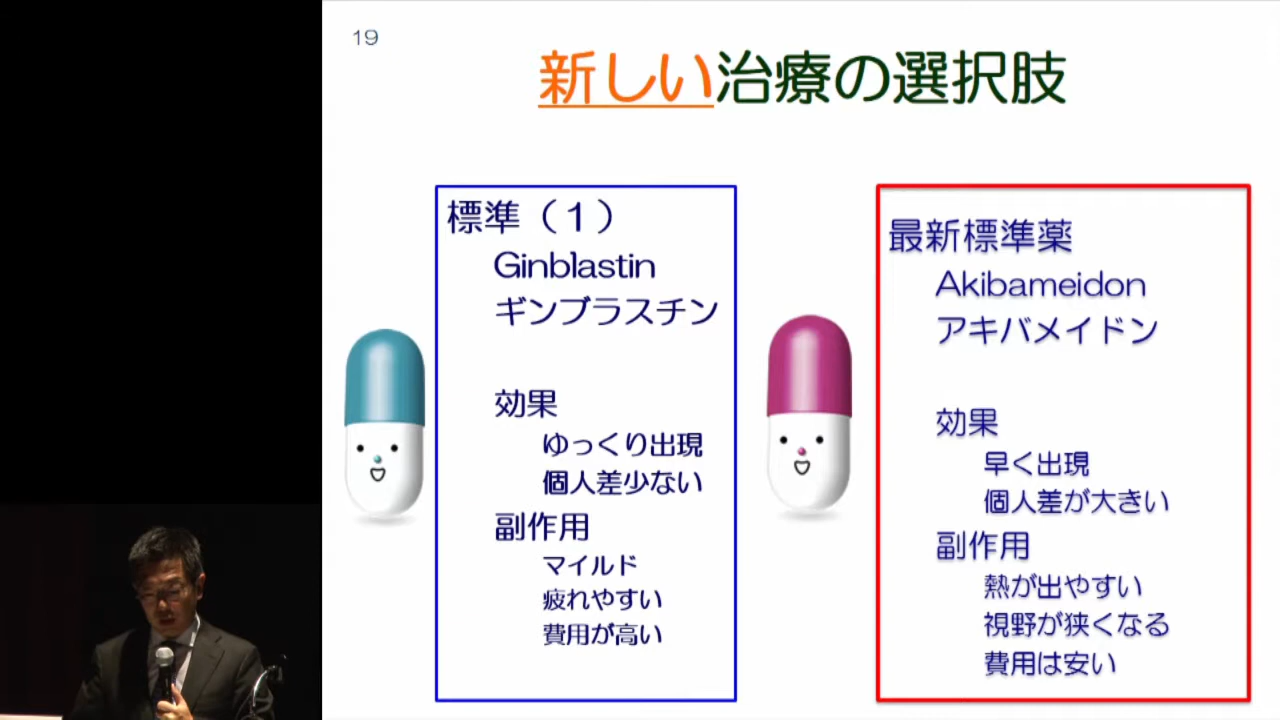 19
新しい治療の選択肢
標準（１）
Ginblastin
ギンブラスチン
効果
ゆっくり出現
個人差少ない
副作用
マイルド
疲れやすい
費用が高い
最新標準薬
Akibameidon
アキバメイドン
効果
早く出現
個人差が大きい
副作用
熱が出やすい
視野が狭くなる
費用は安い